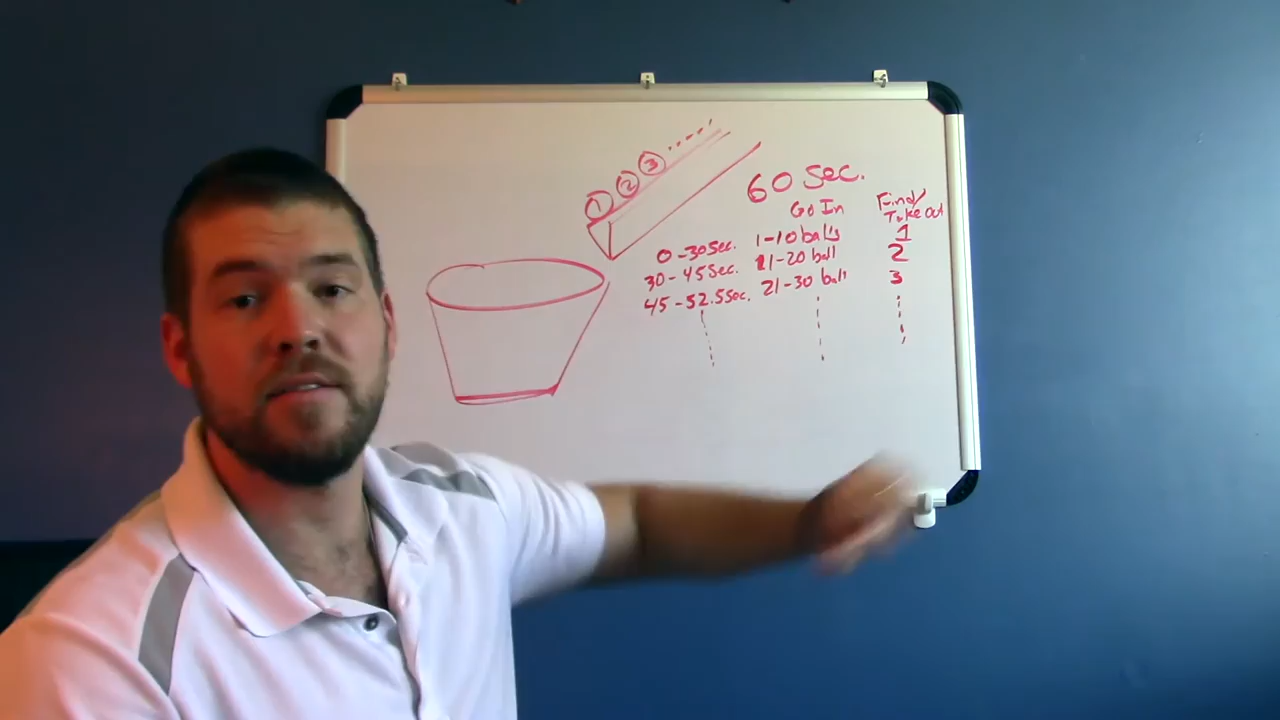 1 2 3
60 Sec.
Go In
Find/
Take Out
0-30 Sec. 1-10 balls 1
30-45 Sec. 11-20 ball 2
45-52.5 Sec. 21-30 balls 3